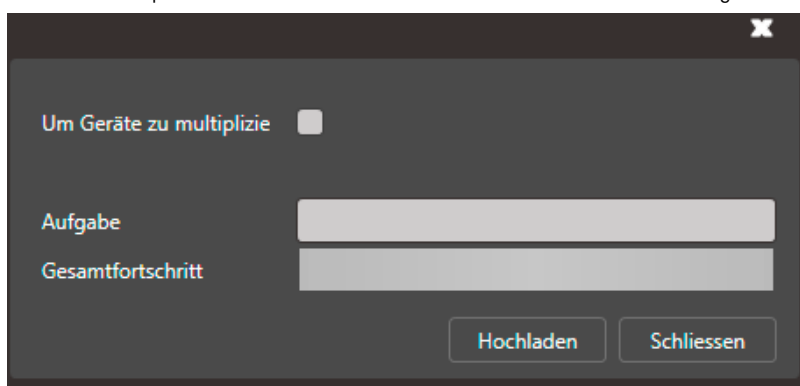 Um Geräte zu multiplizie
Aufgabe
Gesamtfortschritt
Hochladen Schliessen